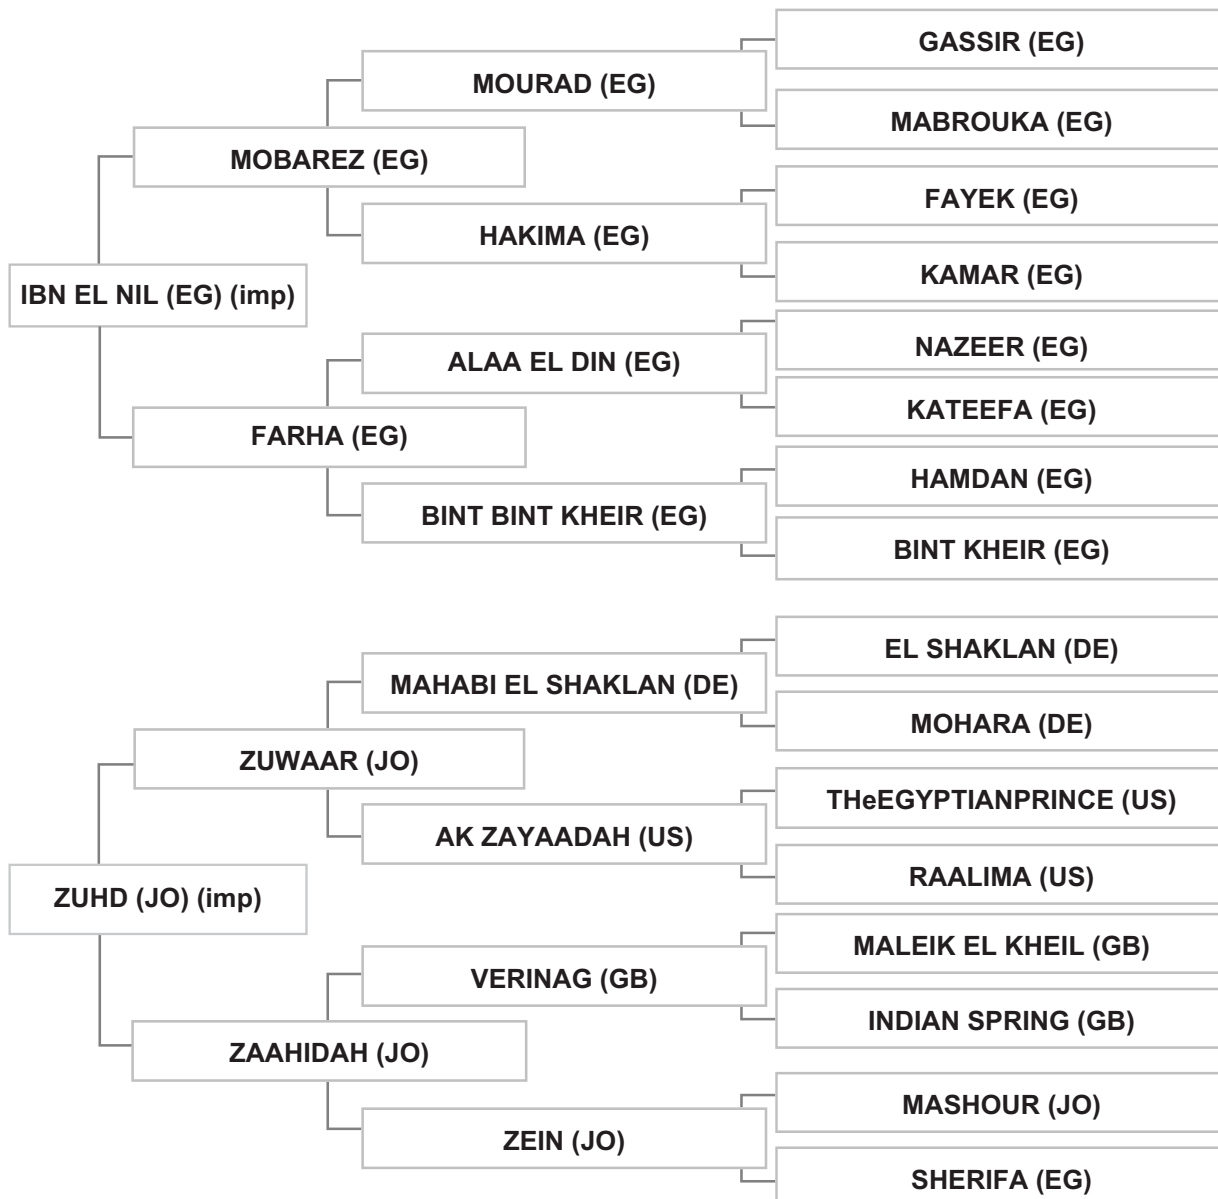 GASSIR (EG)
MOURAD (EG)
MABROUKA (EG)
MOBAREZ (EG)
FAYEK (EG)
HAKIMA (EG)
KAMAR (EG)
IBN EL NIL (EG) (imp)
NAZEER (EG)
ALAA EL DIN (EG)
KATEEFA (EG)
FARHA (EG)
HAMDAN (EG)
BINT BINT KHEIR (EG)
BINT KHEIR (EG)
EL SHAKLAN (DE)
MAHABI EL SHAKLAN (DE)
MOHARA (DE)
ZUWAAR (JO)
THeEGYPTIANPRINCE (US)
AK ZAYAADAH (US)
RAALIMA (US)
ZUHD (JO) (imp)
MALEIK EL KHEIL (GB)
VERINAG (GB)
INDIAN SPRING (GB)
ZAAHIDAH (JO)
MASHOUR (JO)
ZEIN (JO)
SHERIFA (EG)